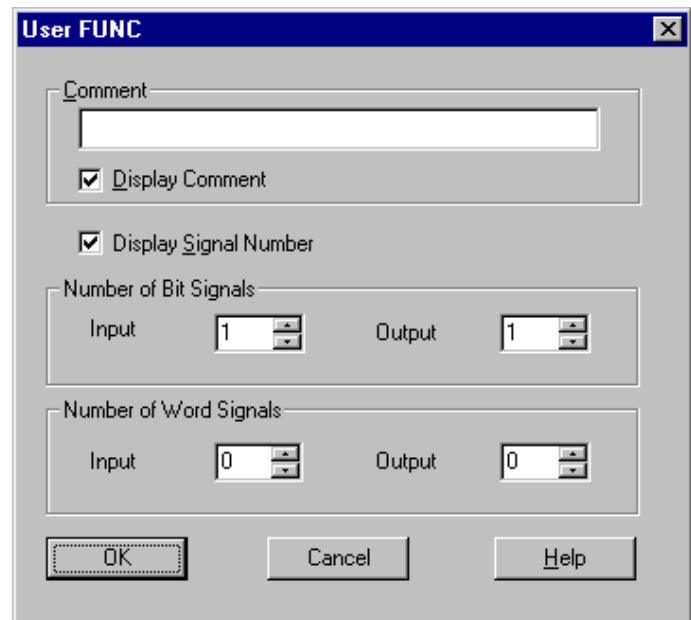 User FUNC
Comment
Display Comment
Display Signal Number
Number of Bit Signals
Input 1 Output 1
Number of Word Signals
Input 0 Output 0
OK Cancel Help